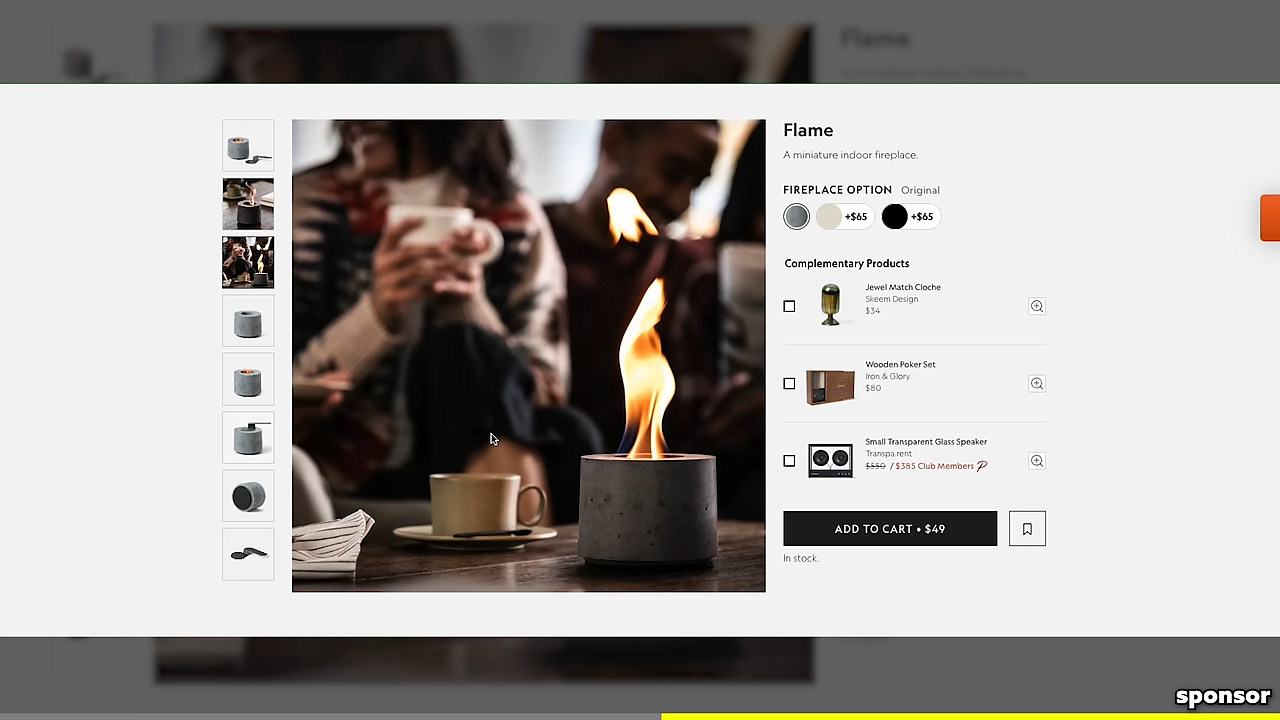 Flame
Flame
A miniature indoor fireplace.
FIREPLACE OPTION Original
+$65 +$65
Complementary Products
Jewel Match Cloche
Skeem Design
$34
Wooden Poker Set
Iron & Glory
$80
Small Transparent Glass Speaker
Transpa.rent
$550 / $385 Club Members
ADD TO CART • $49
In stock.
sponsor